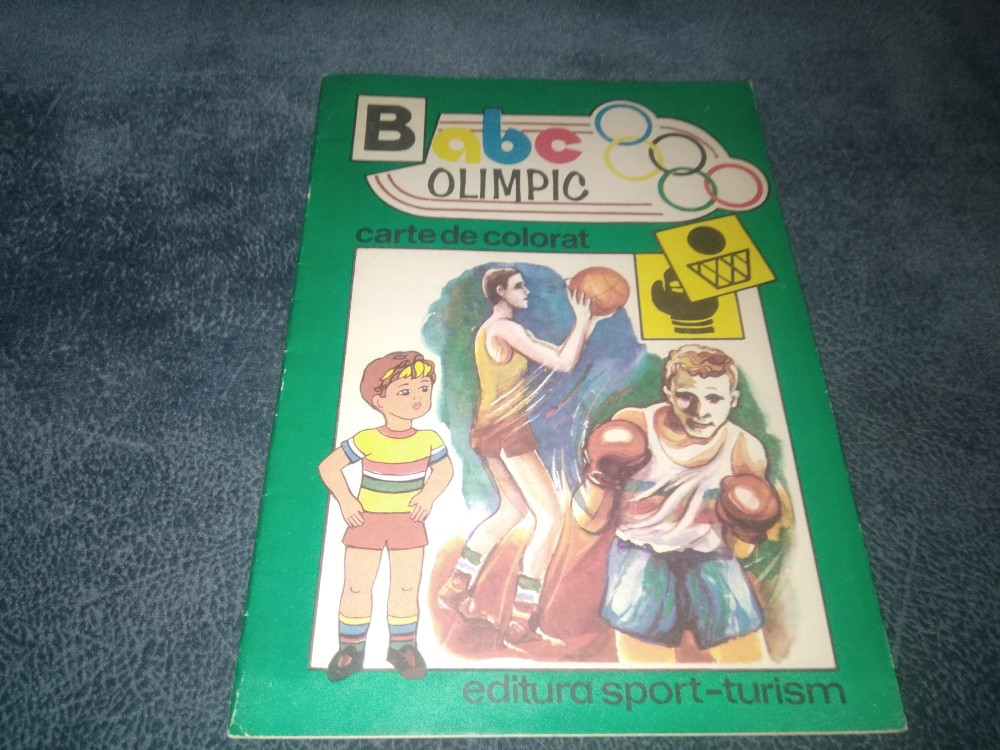 B abc
OLIMPIC
carte de colorat
editura sport-turism